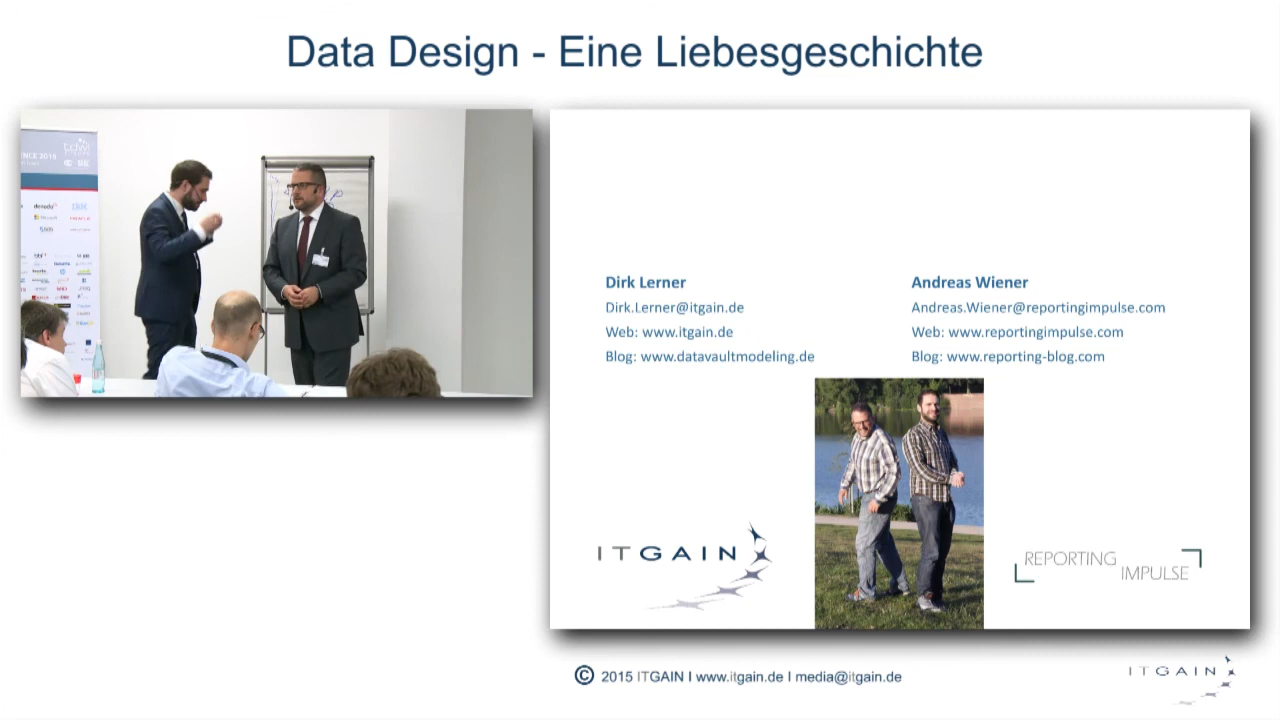 Data Design - Eine Liebesgeschichte
Dirk Lerner
Dirk.Lerner@itgain.de
Web: www.itgain.de
Blog: www.datavaultmodeling.de
Andreas Wiener
Andreas.Wiener@reportingimpulse.com
Web: www.reportingimpulse.com
Blog: www.reporting-blog.com
ITGAIN
REPORTING
IMPULSE
© 2015 ITGAIN I www.itgain.de I media@itgain.de
ITGAIN